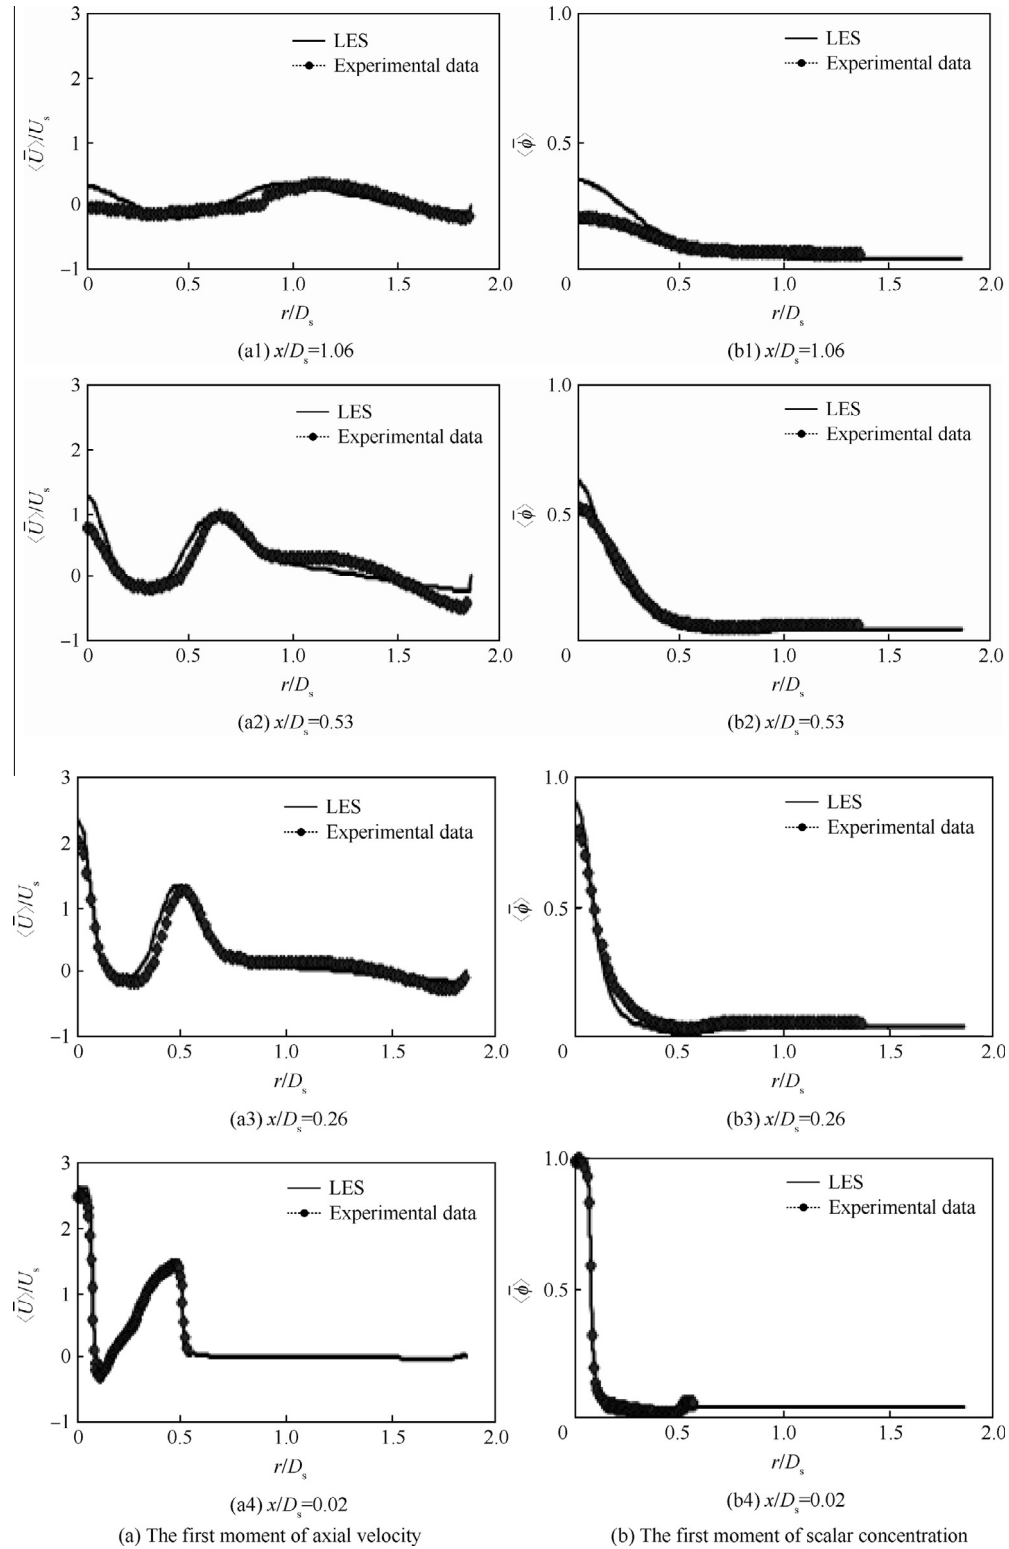 3
2
1
0
−1
⟨Ū⟩/Uₛ
LES
Experimental data
0 0.5 1.0 1.5 2.0
r/Dₛ
(a1) x/Dₛ=1.06
1.0
0.5
⟨ϕ̄⟩
LES
Experimental data
0 0.5 1.0 1.5 2.0
r/Dₛ
(b1) x/Dₛ=1.06
3
2
1
0
−1
⟨Ū⟩/Uₛ
LES
Experimental data
0 0.5 1.0 1.5 2.0
r/Dₛ
(a2) x/Dₛ=0.53
1.0
0.5
⟨ϕ̄⟩
LES
Experimental data
0 0.5 1.0 1.5 2.0
r/Dₛ
(b2) x/Dₛ=0.53
3
2
1
0
−1
⟨Ū⟩/Uₛ
LES
Experimental data
0 0.5 1.0 1.5 2.0
r/Dₛ
(a3) x/Dₛ=0.26
1.0
0.5
⟨ϕ̄⟩
LES
Experimental data
0 0.5 1.0 1.5 2.0
r/Dₛ
(b3) x/Dₛ=0.26
3
2
1
0
−1
⟨Ū⟩/Uₛ
LES
Experimental data
0 0.5 1.0 1.5 2.0
r/Dₛ
(a4) x/Dₛ=0.02
1.0
0.5
⟨ϕ̄⟩
LES
Experimental data
0 0.5 1.0 1.5 2.0
r/Dₛ
(b4) x/Dₛ=0.02
(a) The first moment of axial velocity
(b) The first moment of scalar concentration